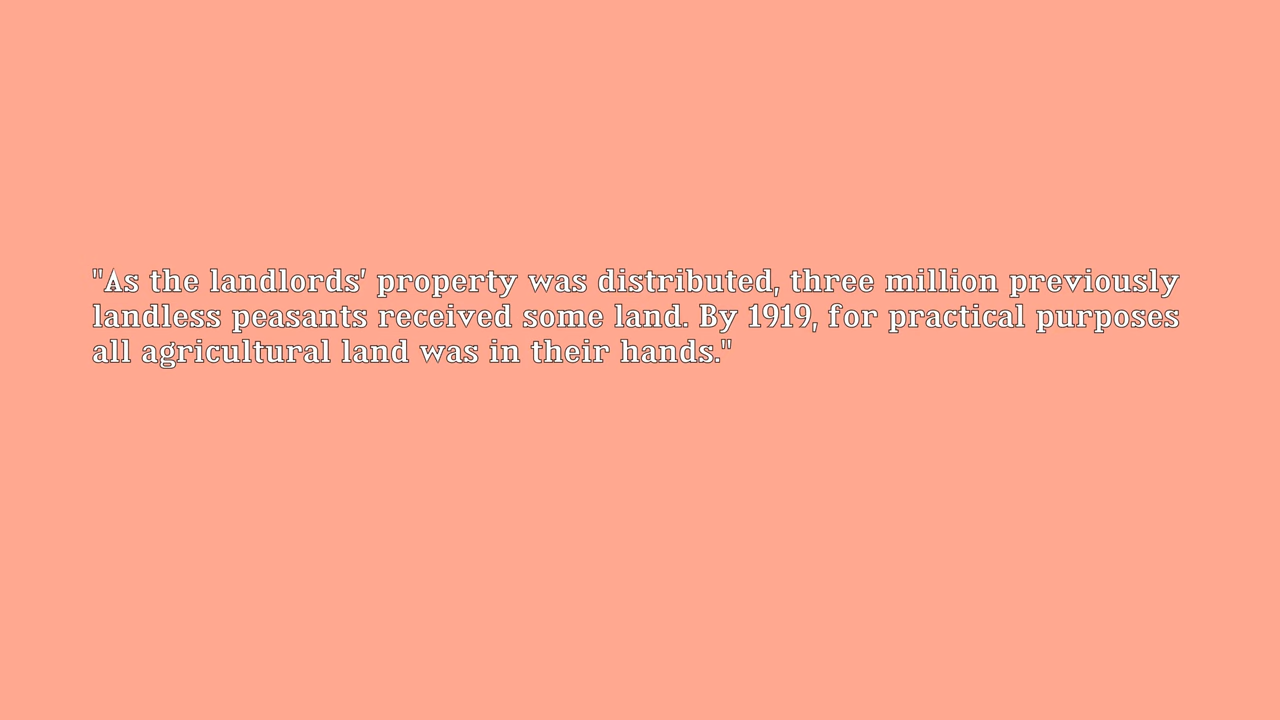 "As the landlords' property was distributed, three million previously
landless peasants received some land. By 1919, for practical purposes
all agricultural land was in their hands."